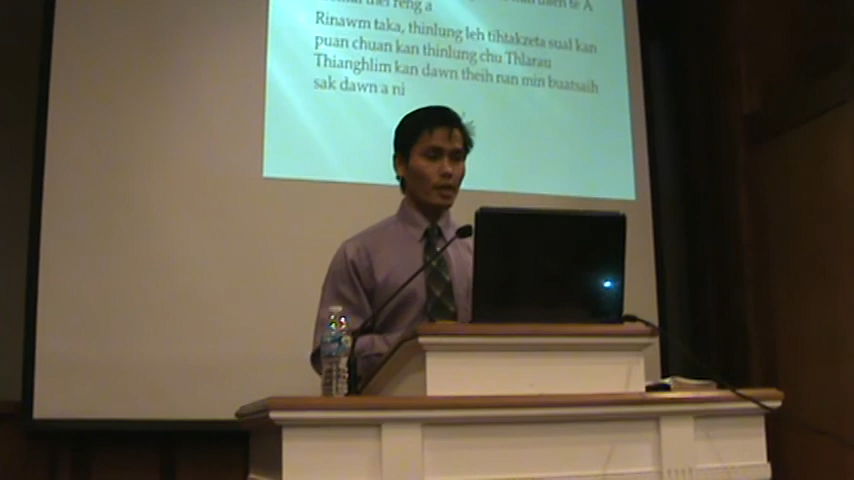 thei reng a
Rinawm taka, thinlung leh tihtakzeta sual kan
puan chuan kan thinlung chu Thlarau
Thianghlim kan dawn theih nan min buatsaih
sak dawn a ni